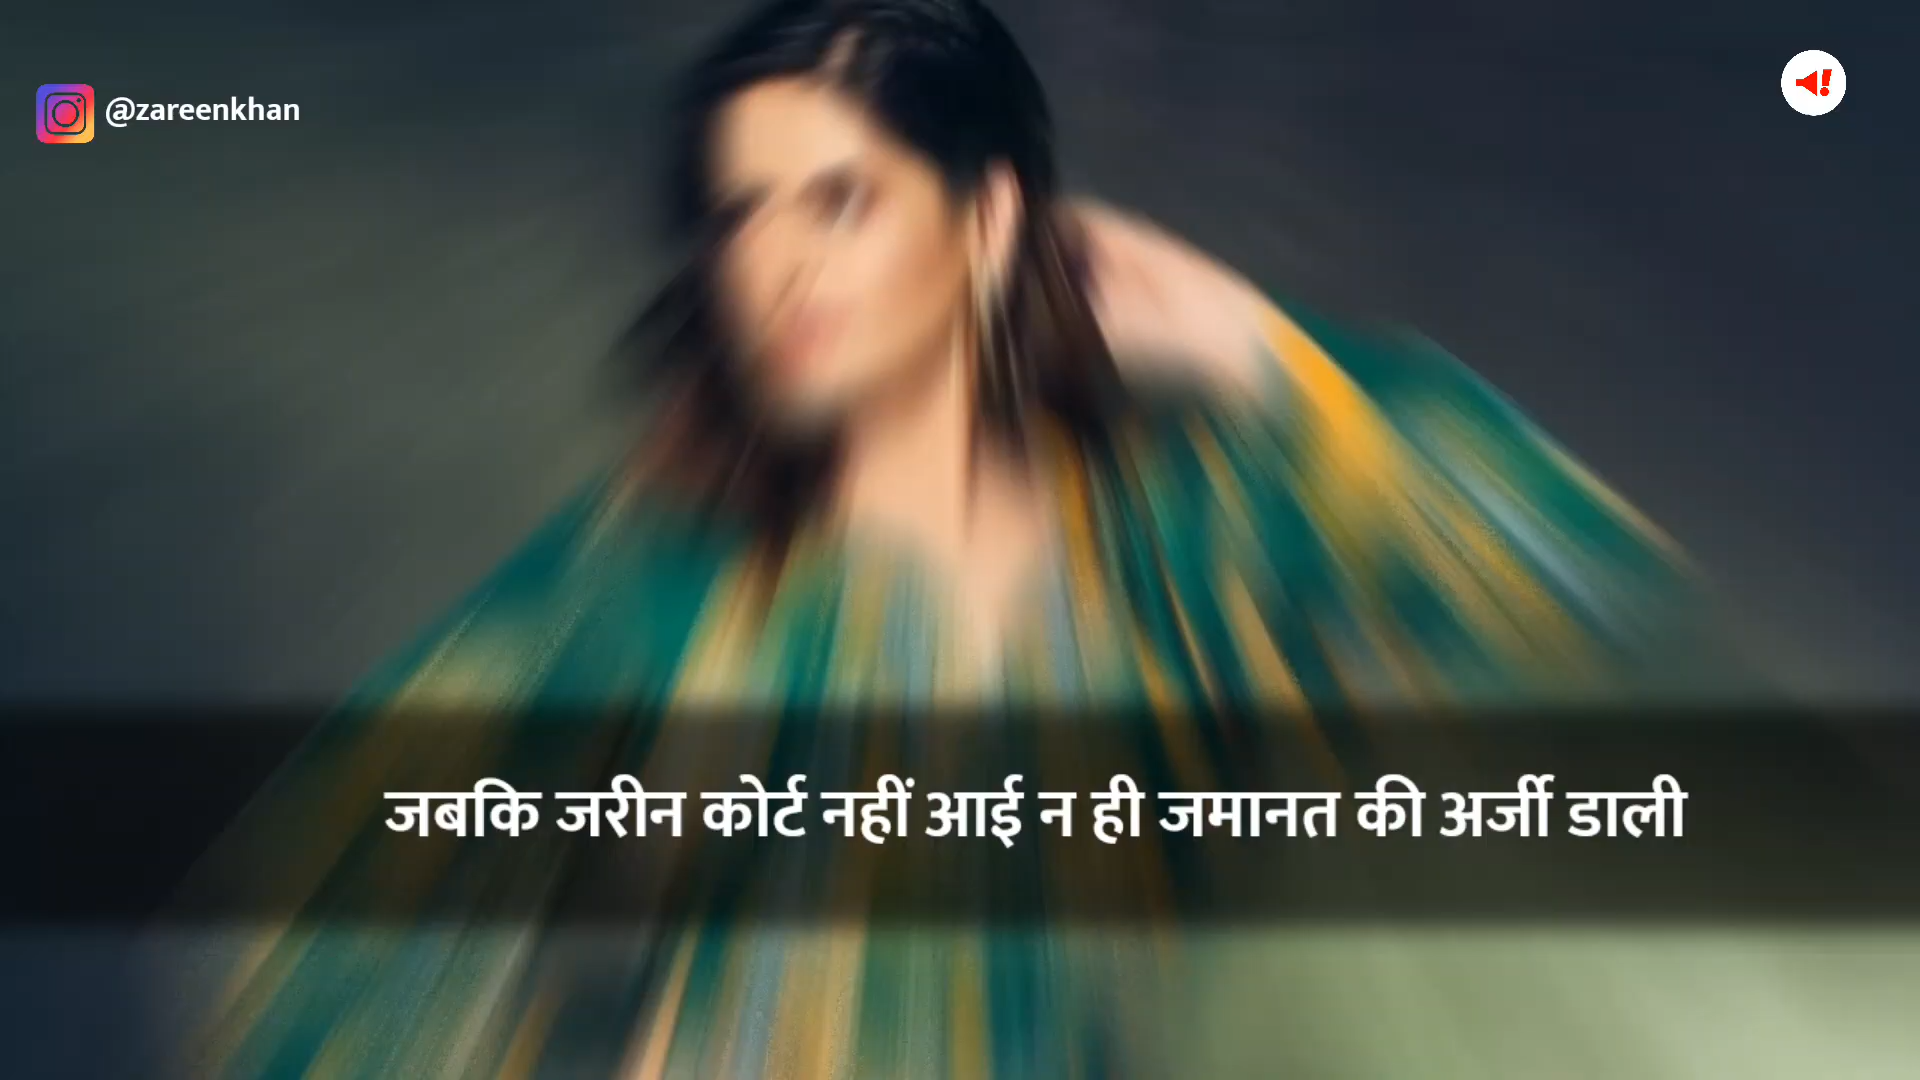 @zareenkhan
जबकि जरीन कोर्ट नहीं आई न ही जमानत की अर्जी डाली